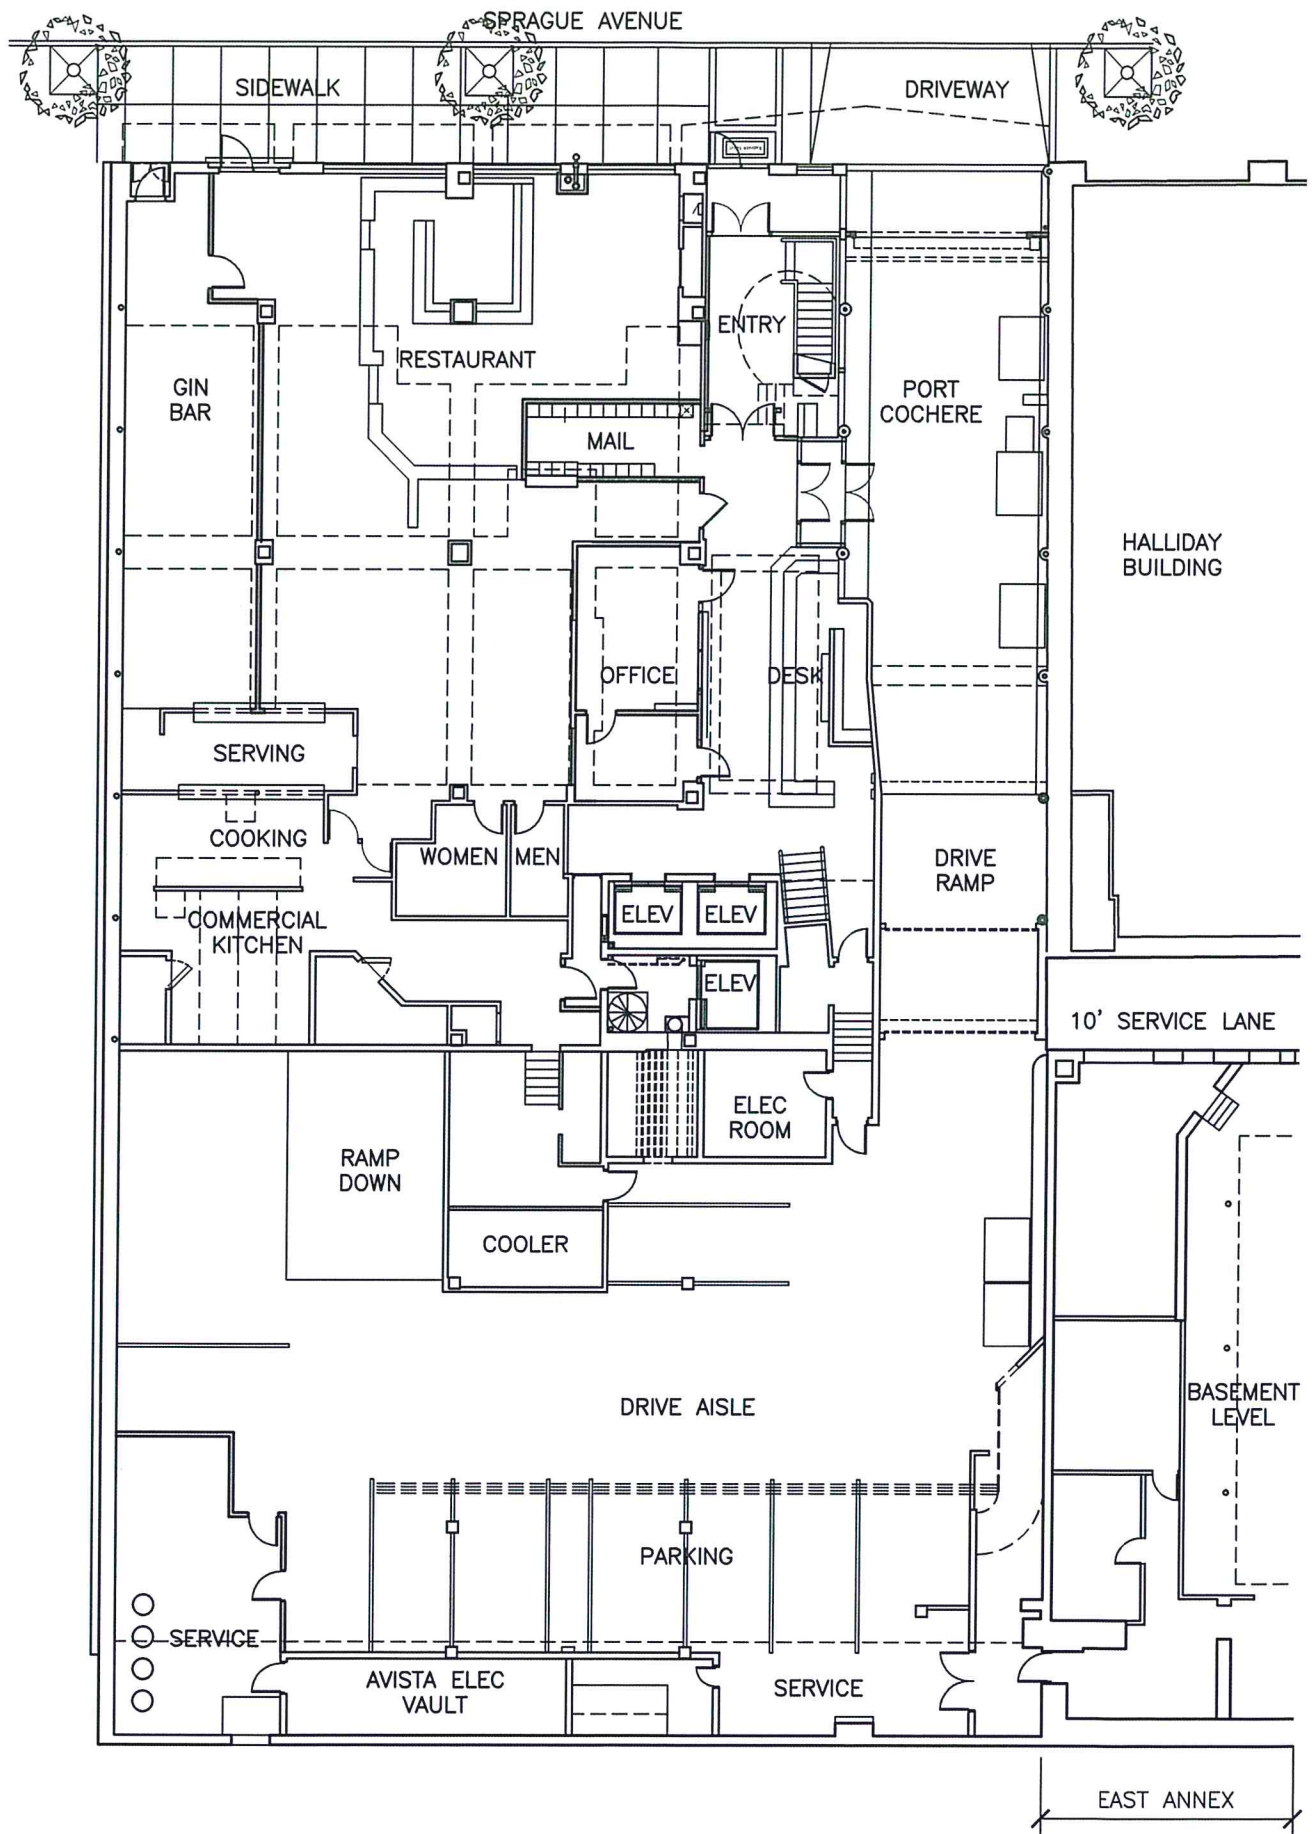 SPRAGUE AVENUE
SIDEWALK
DRIVEWAY
ENTRY
RESTAURANT
GIN
BAR
PORT
COCHERE
MAIL
HALLIDAY
BUILDING
OFFICE
DESK
SERVING
COOKING
WOMEN
MEN
DRIVE
RAMP
ELEV
ELEV
COMMERCIAL
KITCHEN
ELEV
10' SERVICE LANE
ELEC
ROOM
RAMP
DOWN
COOLER
BASEMENT
LEVEL
DRIVE AISLE
PARKING
SERVICE
AVISTA ELEC
VAULT
SERVICE
EAST ANNEX